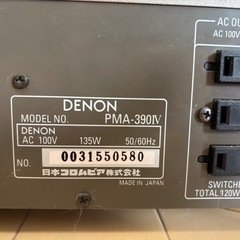 DENON
MODEL NO. PMA-390IV
DENON
AC 100V 135W 50/60Hz
NO. 0031550580
日本コロムビア株式会社
MADE IN JAPAN
AC OU
AC 100V
SWITCHE
TOTAL 120W